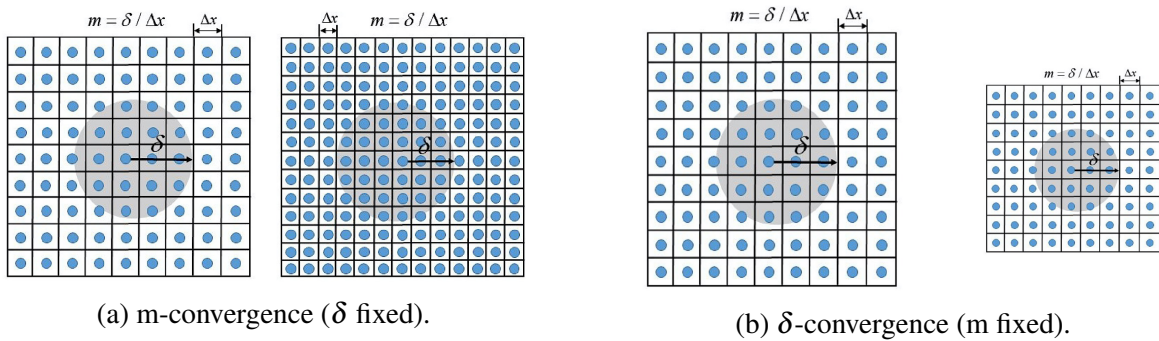 m = δ / Δx
Δx
δ
Δx
m = δ / Δx
δ
(a) m-convergence (δ fixed).
m = δ / Δx
Δx
δ
m = δ / Δx
Δx
δ
(b) δ-convergence (m fixed).